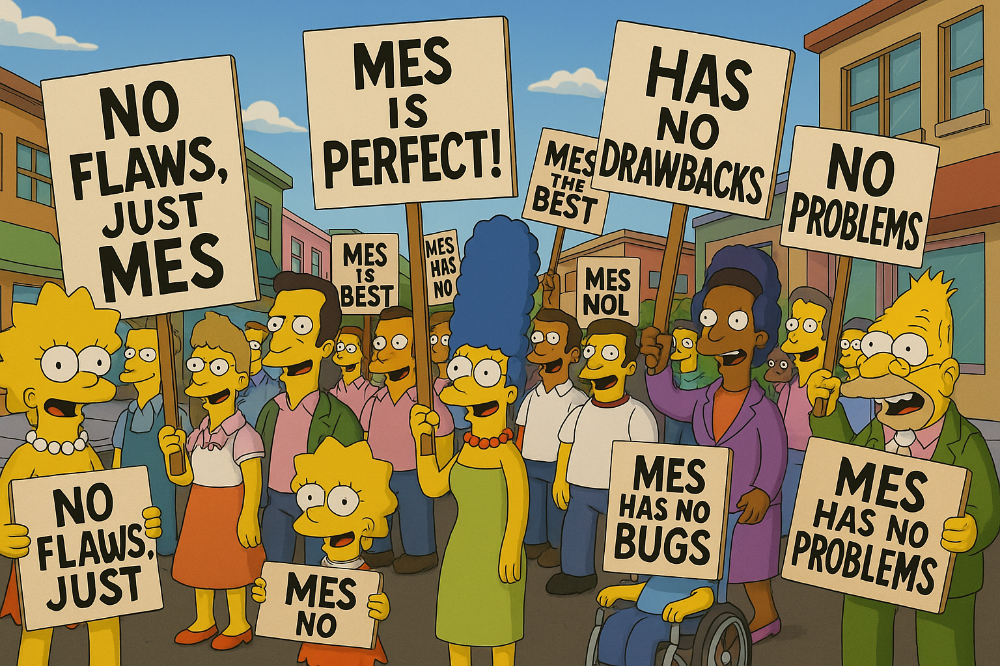 NO
FLAWS,
JUST
MES
MES
IS
PERFECT!
MES
THE
BEST
HAS
NO
DRAWBACKS
NO
PROBLEMS
MES
IS
BEST
MES
HAS
NO
MES
NOL
NO
FLAWS,
JUST
MES
NO
MES
HAS NO
BUGS
MES
HAS NO
PROBLEMS